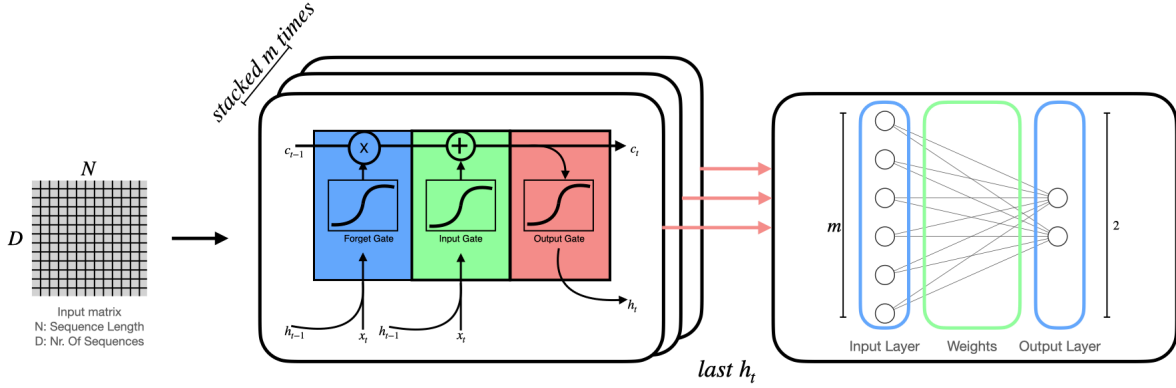 stacked m times
N
D
Input matrix
N: Sequence Length
D: Nr. Of Sequences
c_{t-1}
x
+
c_t
Forget Gate
Input Gate
Output Gate
h_{t-1}
x_t
h_{t-1}
x_t
h_t
last h_t
m
2
Input Layer
Weights
Output Layer